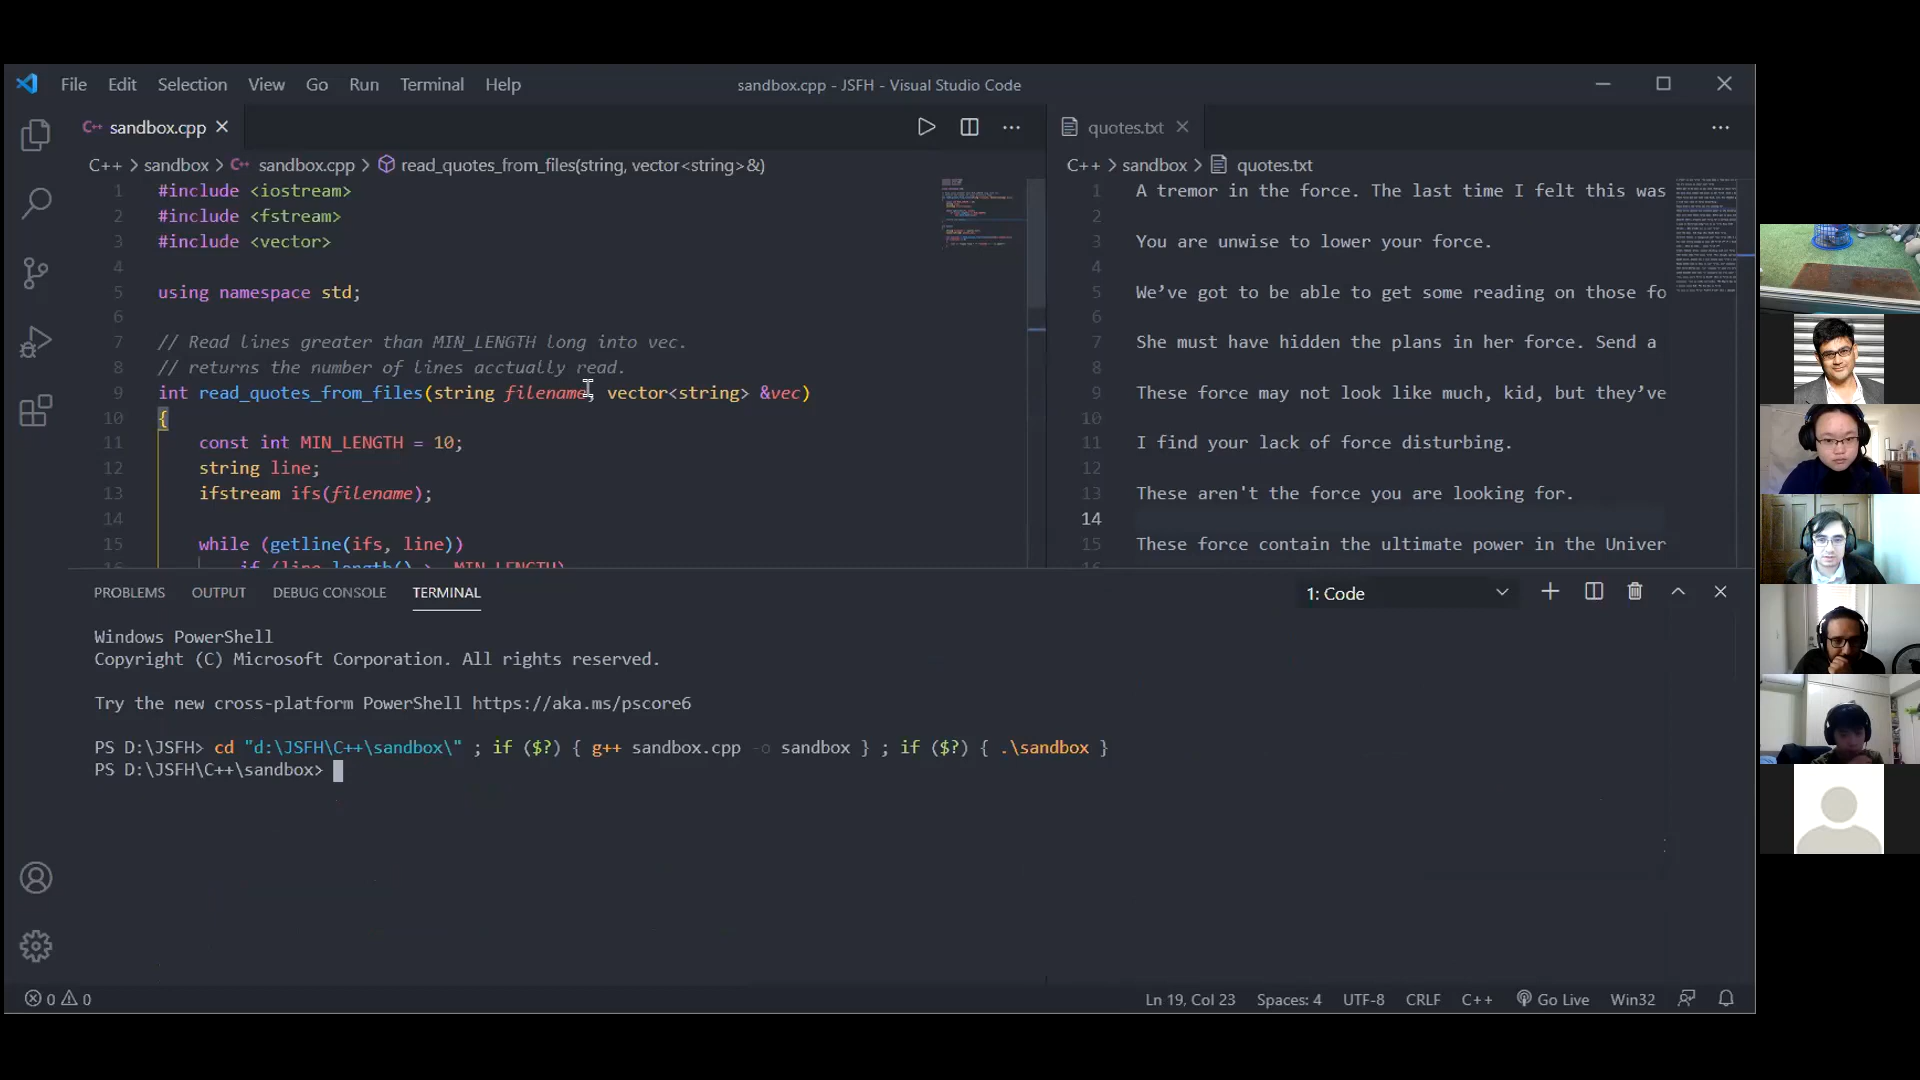 File Edit Selection View Go Run Terminal Help
sandbox.cpp - JSFH - Visual Studio Code
sandbox.cpp
C++ > sandbox > sandbox.cpp > read_quotes_from_files(string, vector<string>&)
1 #include <iostream>
2 #include <fstream>
3 #include <vector>
4
5 using namespace std;
6
7 // Read lines greater than MIN_LENGTH long into vec.
8 // returns the number of lines acctually read.
9 int read_quotes_from_files(string filename, vector<string> &vec)
10 {
11 const int MIN_LENGTH = 10;
12 string line;
13 ifstream ifs(filename);
14
15 while (getline(ifs, line))
quotes.txt
C++ > sandbox > quotes.txt
1 A tremor in the force. The last time I felt this was
2
3 You are unwise to lower your force.
4
5 We’ve got to be able to get some reading on those fo
6
7 She must have hidden the plans in her force. Send a
8
9 These force may not look like much, kid, but they’ve
10
11 I find your lack of force disturbing.
12
13 These aren't the force you are looking for.
14
15 These force contain the ultimate power in the Univer
PROBLEMS OUTPUT DEBUG CONSOLE TERMINAL
1: Code
Windows PowerShell
Copyright (C) Microsoft Corporation. All rights reserved.
Try the new cross-platform PowerShell https://aka.ms/pscore6
PS D:\JSFH> cd "d:\JSFH\C++\sandbox\" ; if ($?) { g++ sandbox.cpp -o sandbox } ; if ($?) { .\sandbox }
PS D:\JSFH\C++\sandbox>
0 0
Ln 19, Col 23 Spaces: 4 UTF-8 CRLF C++ Go Live Win32